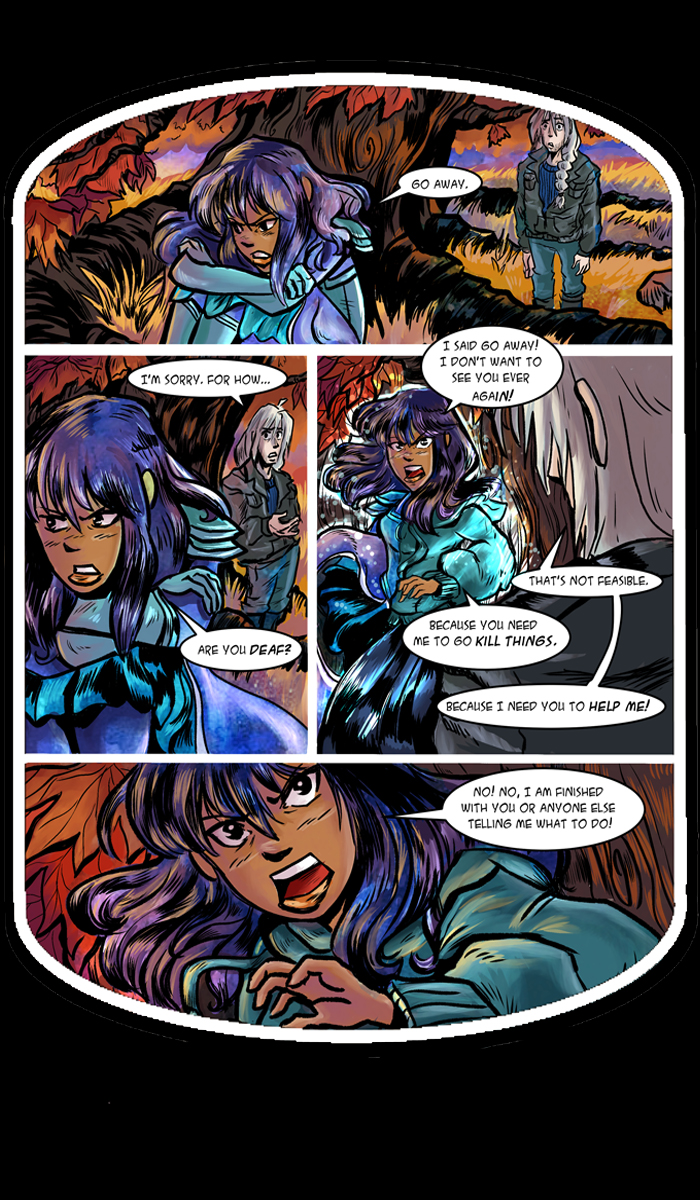 GO AWAY.
I'M SORRY. FOR HOW...
ARE YOU DEAF?
I SAID GO AWAY!
I DON'T WANT TO
SEE YOU EVER
AGAIN!
THAT'S NOT FEASIBLE.
BECAUSE YOU NEED
ME TO GO KILL THINGS.
BECAUSE I NEED YOU TO HELP ME!
NO! NO, I AM FINISHED
WITH YOU OR ANYONE ELSE
TELLING ME WHAT TO DO!